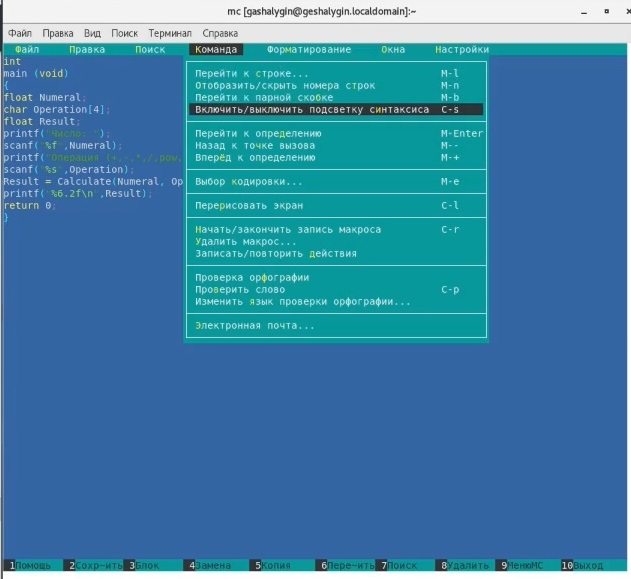 mc [gashalygin@geshalygin.localdomain]:~
Файл Правка Вид Поиск Терминал Справка
Файл Правка Поиск Команда Форматирование Окна Настройки
int
main (void)
{
float Numeral;
char Operation[4];
float Result;
printf("Число: ");
scanf("%f",Numeral);
printf("Операция (+,-,*,/,pow,
scanf("%s",Operation);
Result = Calculate(Numeral, Op
printf("%6.2f\n",Result);
return 0;
}
Перейти к строке... M-l
Отобразить/скрыть номера строк M-n
Перейти к парной скобке M-b
Включить/выключить подсветку синтаксиса C-s
Перейти к определению M-Enter
Назад к точке вызова M--
Вперёд к определению M-+
Выбор кодировки... M-e
Перерисовать экран C-l
Начать/закончить запись макроса C-r
Удалить макрос...
Записать/повторить действия
Проверка орфографии
Проверить слово C-p
Изменить язык проверки орфографии...
Электронная почта...
1Помощь 2Сохр~ить 3Блок 4Замена 5Копия 6Пере~ить 7Поиск 8Удалить 9МенюМС 10Выход